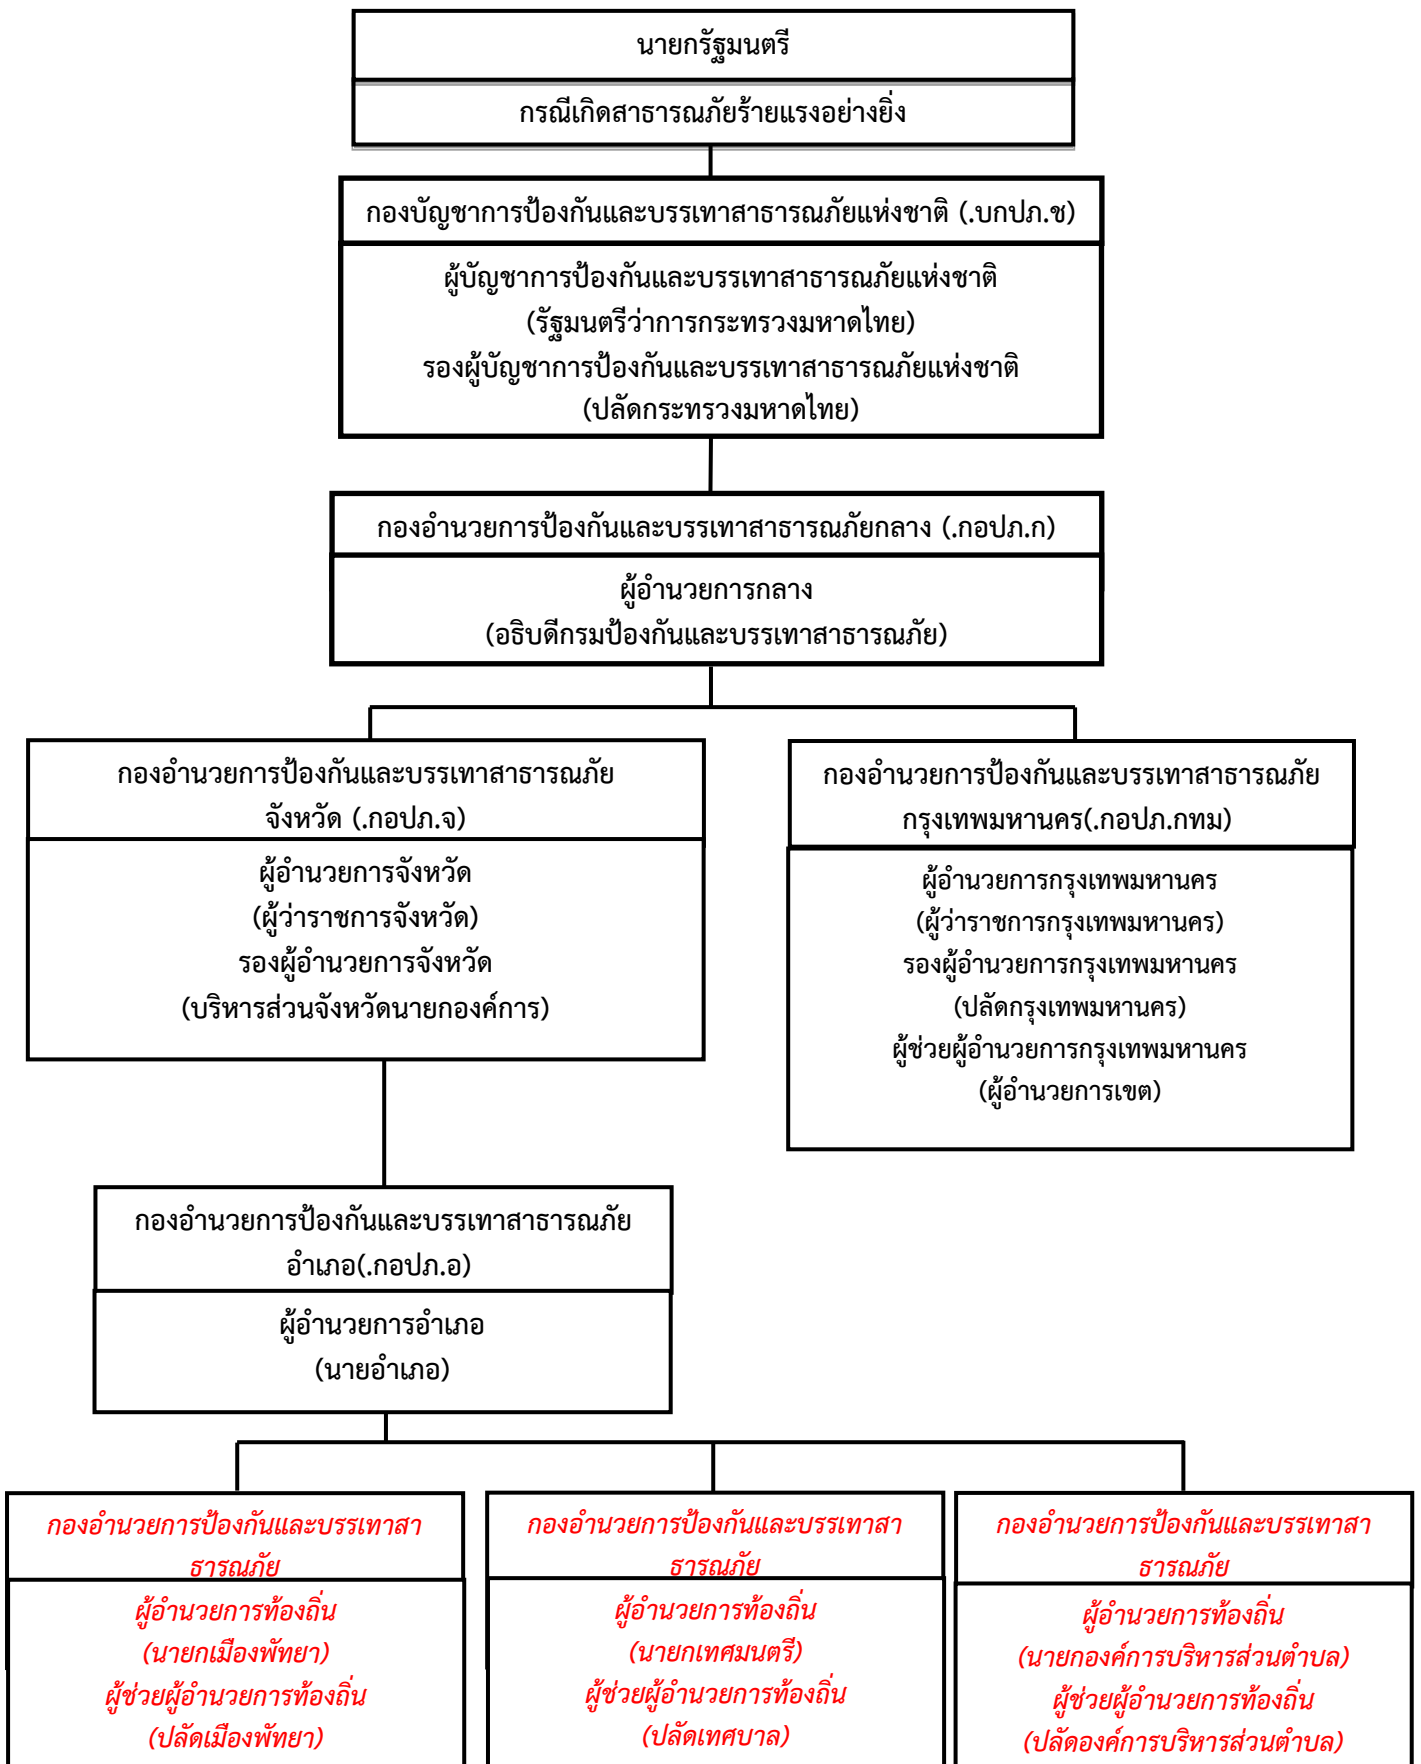 นายกรัฐมนตรี
กรณีเกิดสาธารณภัยร้ายแรงอย่างยิ่ง
กองบัญชาการป้องกันและบรรเทาสาธารณภัยแห่งชาติ (.บกปภ.ช)
ผู้บัญชาการป้องกันและบรรเทาสาธารณภัยแห่งชาติ
(รัฐมนตรีว่าการกระทรวงมหาดไทย)
รองผู้บัญชาการป้องกันและบรรเทาสาธารณภัยแห่งชาติ
(ปลัดกระทรวงมหาดไทย)
กองอำนวยการป้องกันและบรรเทาสาธารณภัยกลาง (.กอปภ.ก)
ผู้อำนวยการกลาง
(อธิบดีกรมป้องกันและบรรเทาสาธารณภัย)
กองอำนวยการป้องกันและบรรเทาสาธารณภัย
จังหวัด (.กอปภ.จ)
ผู้อำนวยการจังหวัด
(ผู้ว่าราชการจังหวัด)
รองผู้อำนวยการจังหวัด
(บริหารส่วนจังหวัดนายกองค์การ)
กองอำนวยการป้องกันและบรรเทาสาธารณภัย
กรุงเทพมหานคร(.กอปภ.กทม)
ผู้อำนวยการกรุงเทพมหานคร
(ผู้ว่าราชการกรุงเทพมหานคร)
รองผู้อำนวยการกรุงเทพมหานคร
(ปลัดกรุงเทพมหานคร)
ผู้ช่วยผู้อำนวยการกรุงเทพมหานคร
(ผู้อำนวยการเขต)
กองอำนวยการป้องกันและบรรเทาสาธารณภัย
อำเภอ(.กอปภ.อ)
ผู้อำนวยการอำเภอ
(นายอำเภอ)
กองอำนวยการป้องกันและบรรเทาสา
ธารณภัย
ผู้อำนวยการท้องถิ่น
(นายกเมืองพัทยา)
ผู้ช่วยผู้อำนวยการท้องถิ่น
(ปลัดเมืองพัทยา)
กองอำนวยการป้องกันและบรรเทาสา
ธารณภัย
ผู้อำนวยการท้องถิ่น
(นายกเทศมนตรี)
ผู้ช่วยผู้อำนวยการท้องถิ่น
(ปลัดเทศบาล)
กองอำนวยการป้องกันและบรรเทาสา
ธารณภัย
ผู้อำนวยการท้องถิ่น
(นายกองค์การบริหารส่วนตำบล)
ผู้ช่วยผู้อำนวยการท้องถิ่น
(ปลัดองค์การบริหารส่วนตำบล)